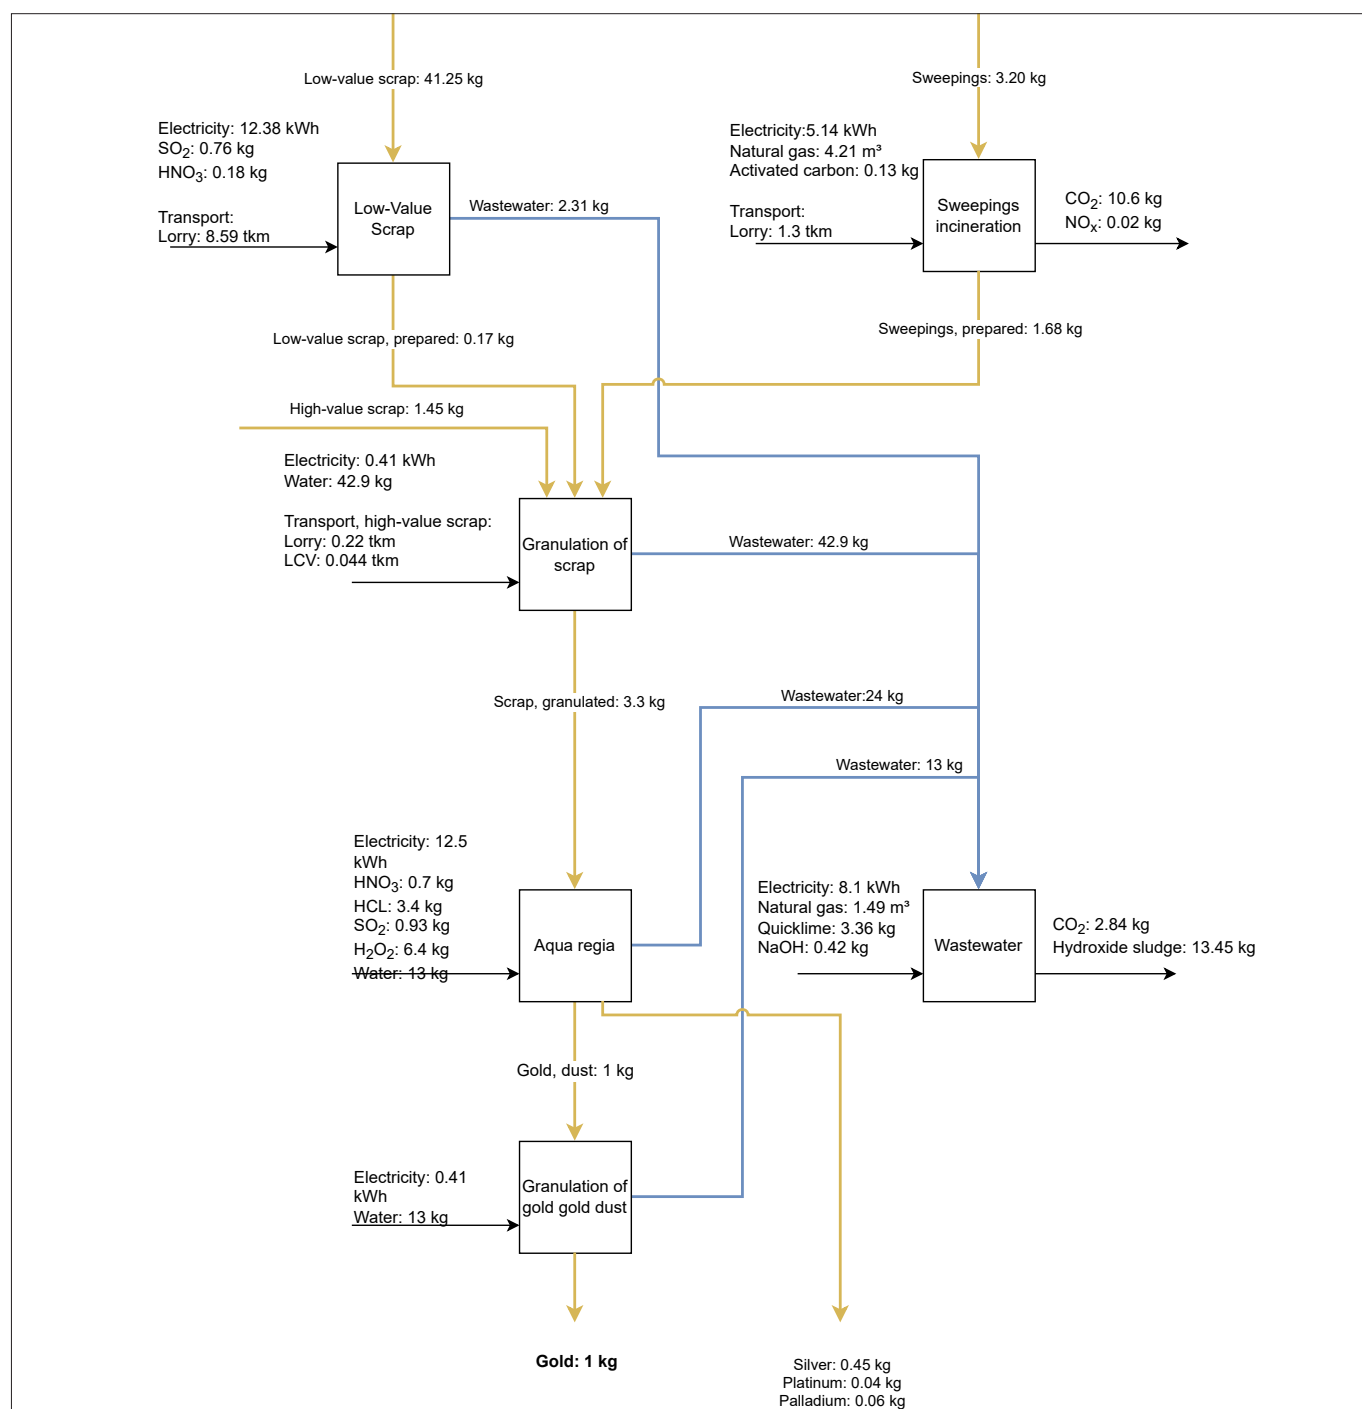 Low-value scrap: 41.25 kg
Sweepings: 3.20 kg
Electricity: 12.38 kWh
SO₂: 0.76 kg
HNO₃: 0.18 kg
Transport:
Lorry: 8.59 tkm
Low-Value
Scrap
Wastewater: 2.31 kg
Electricity:5.14 kWh
Natural gas: 4.21 m³
Activated carbon: 0.13 kg
Transport:
Lorry: 1.3 tkm
Sweepings
incineration
CO₂: 10.6 kg
NOₓ: 0.02 kg
Low-value scrap, prepared: 0.17 kg
Sweepings, prepared: 1.68 kg
High-value scrap: 1.45 kg
Electricity: 0.41 kWh
Water: 42.9 kg
Transport, high-value scrap:
Lorry: 0.22 tkm
LCV: 0.044 tkm
Granulation of
scrap
Wastewater: 42.9 kg
Scrap, granulated: 3.3 kg
Wastewater:24 kg
Wastewater: 13 kg
Electricity: 12.5
kWh
HNO₃: 0.7 kg
HCL: 3.4 kg
SO₂: 0.93 kg
H₂O₂: 6.4 kg
Water: 13 kg
Aqua regia
Electricity: 8.1 kWh
Natural gas: 1.49 m³
Quicklime: 3.36 kg
NaOH: 0.42 kg
Wastewater
CO₂: 2.84 kg
Hydroxide sludge: 13.45 kg
Gold, dust: 1 kg
Electricity: 0.41
kWh
Water: 13 kg
Granulation of
gold gold dust
Gold: 1 kg
Silver: 0.45 kg
Platinum: 0.04 kg
Palladium: 0.06 kg